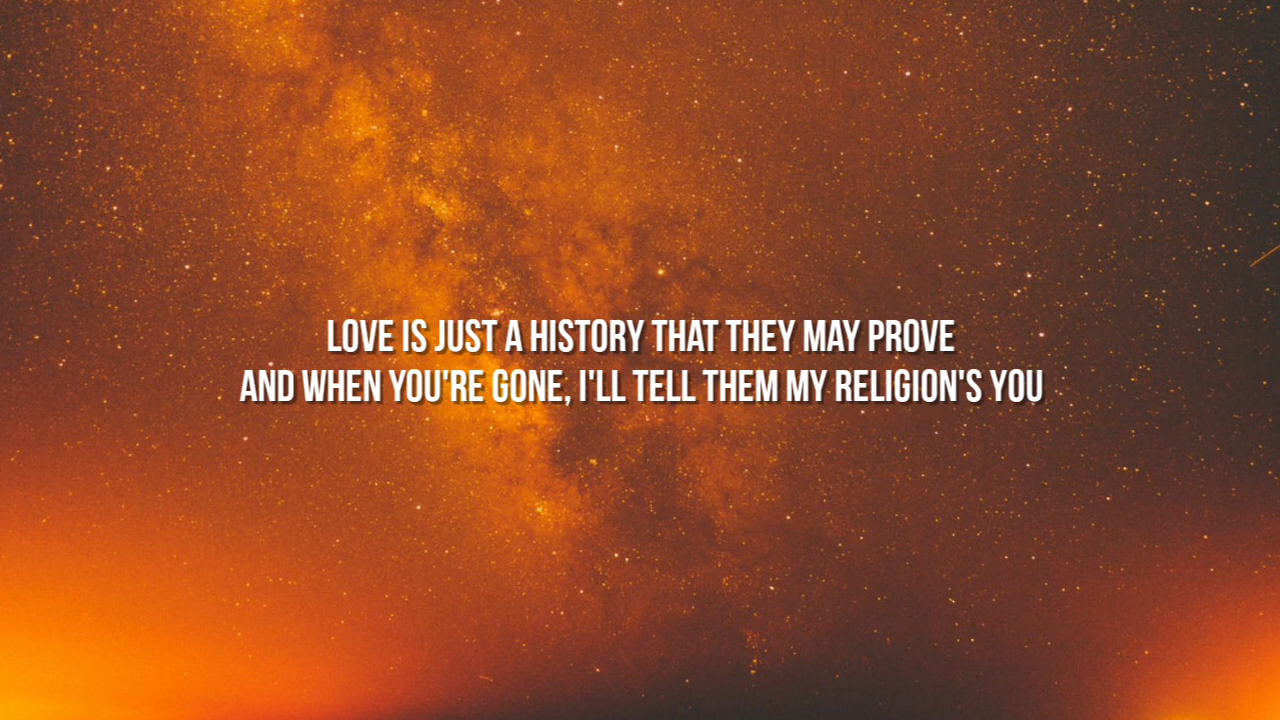 LOVE IS JUST A HISTORY THAT THEY MAY PROVE
AND WHEN YOU'RE GONE, I'LL TELL THEM MY RELIGION'S YOU